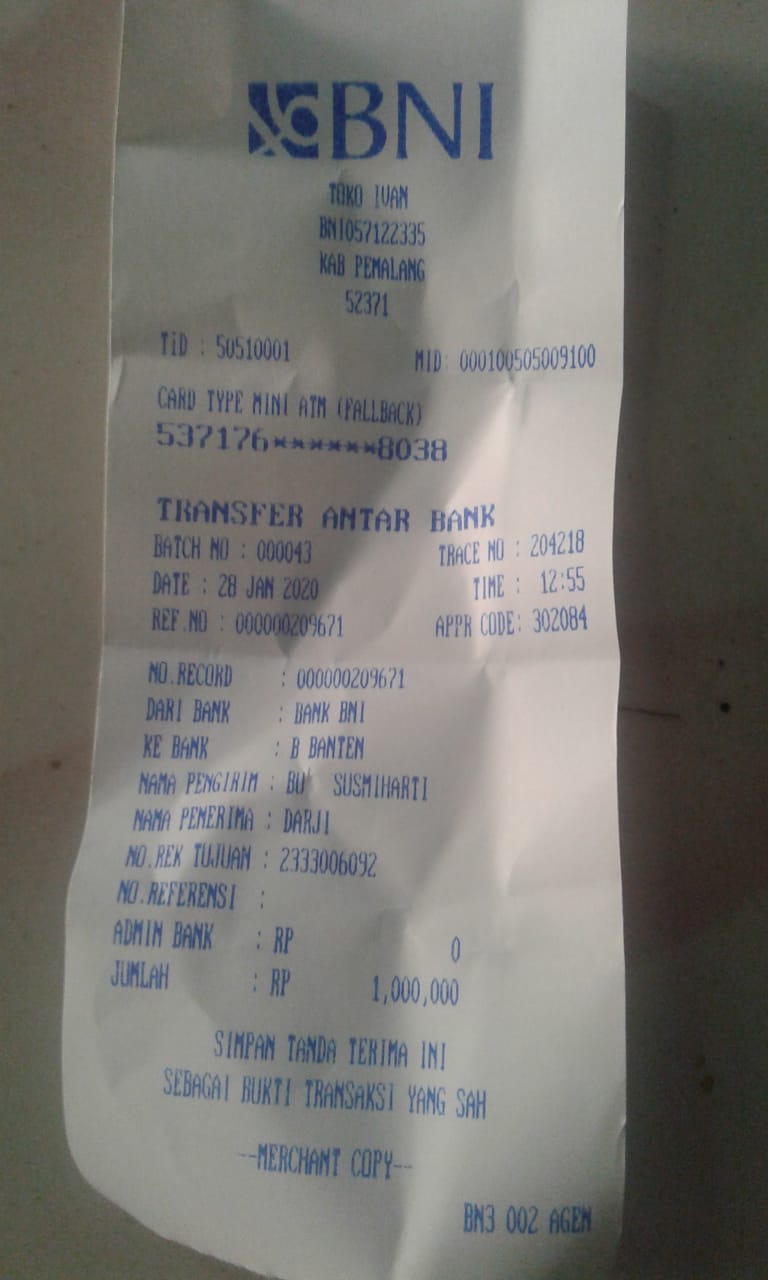 BNI
TOKO IVAN
BNI057122335
KAB PEMALANG
52371
TID : 50510001 MID: 000100505009100
CARD TYPE MINI ATM (FALLBACK)
537176******8038
TRANSFER ANTAR BANK
BATCH NO : 000043 TRACE NO : 204218
DATE : 28 JAN 2020 TIME : 12:55
REF.NO : 000000209671 APPR CODE: 302084
NO.RECORD : 000000209671
DARI BANK : BANK BNI
KE BANK : B BANTEN
NAMA PENGIRIM : BU' SUSMIHARTI
NAMA PENERIMA : DARJI
NO.REK TUJUAN : 2333006092
NO.REFERENSI :
ADMIN BANK : RP 0
JUMLAH : RP 1,000,000
SIMPAN TANDA TERIMA INI
SEBAGAI BUKTI TRANSAKSI YANG SAH
--MERCHANT COPY--
BN3 002 AGEN